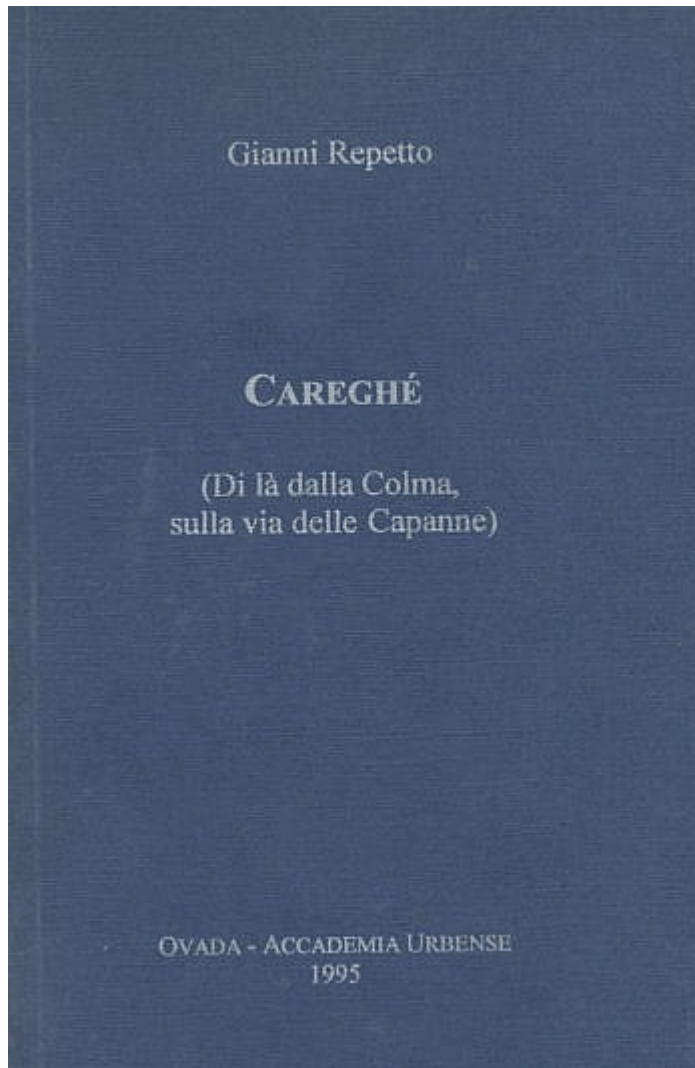 Gianni Repetto
CAREGHÉ
(Di là dalla Colma,
sulla via delle Capanne)
OVADA - ACCADEMIA URBENSE
1995